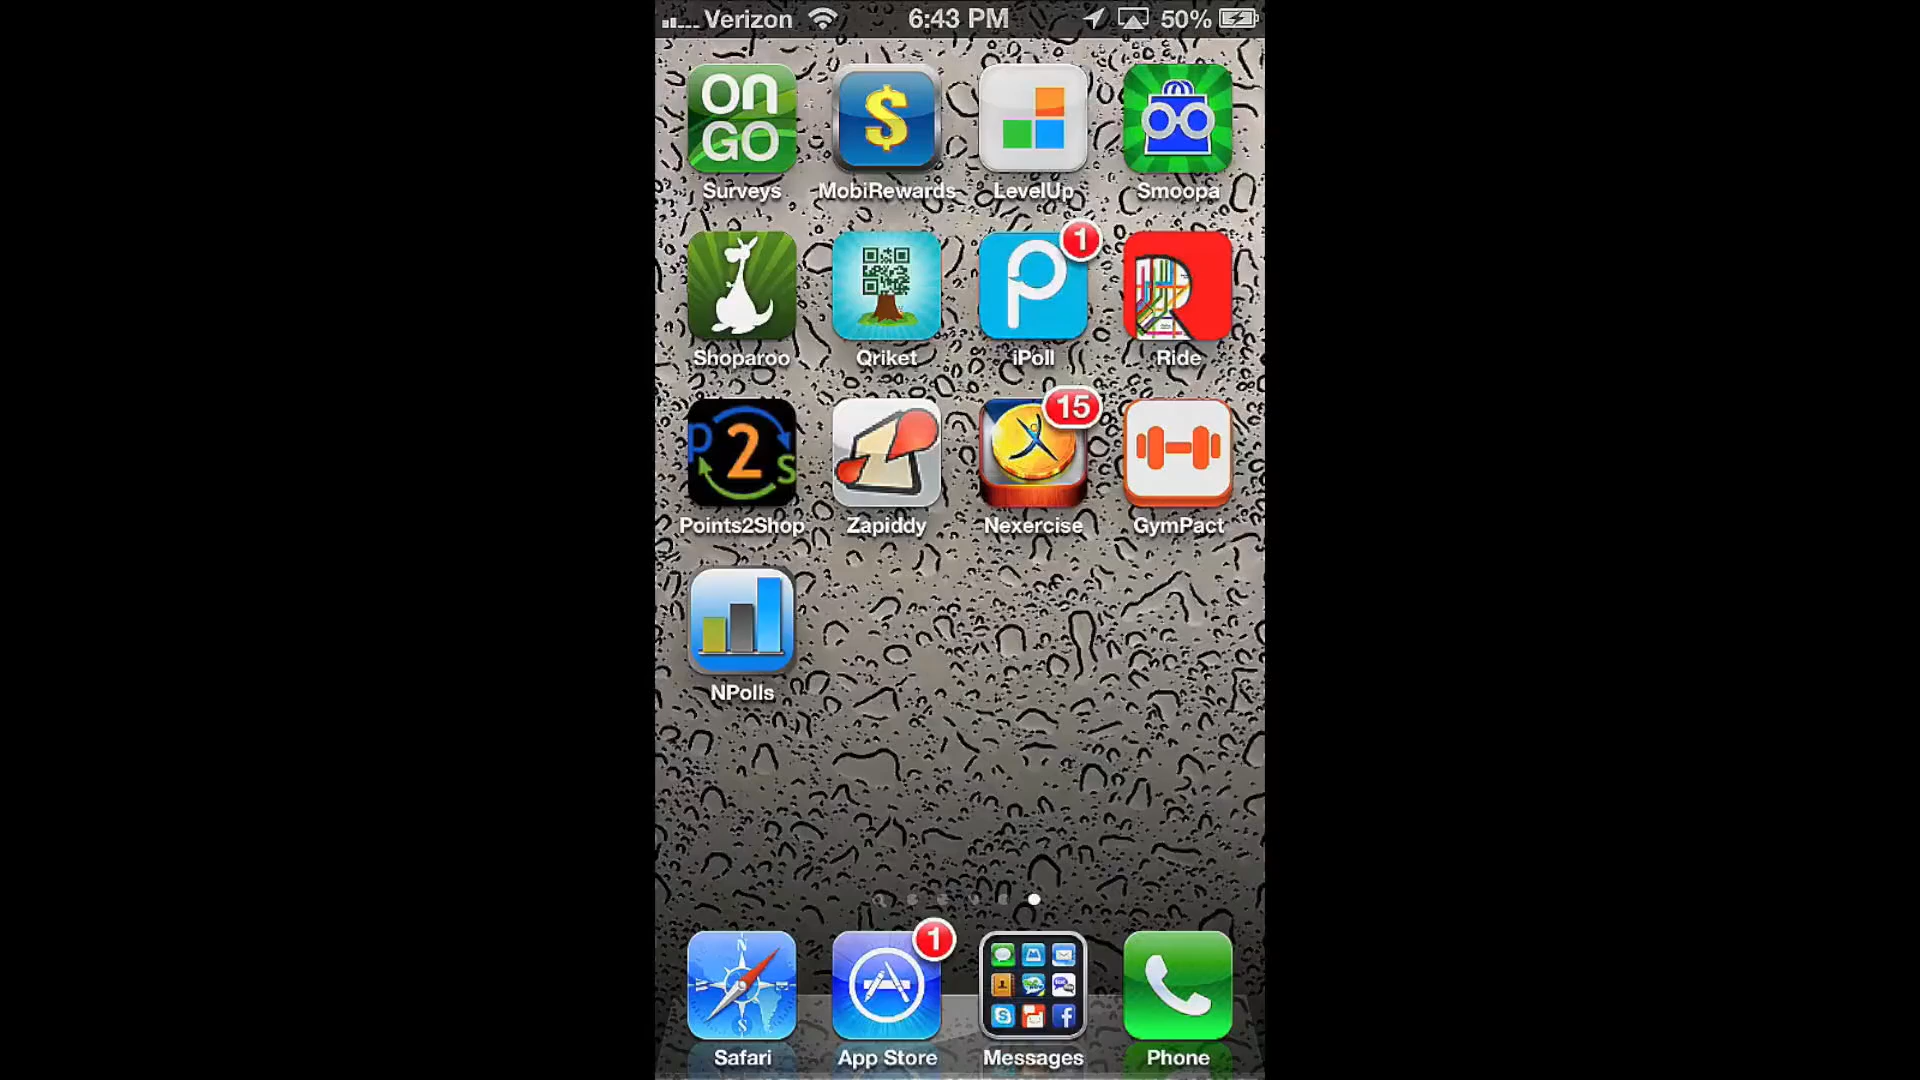 Verizon 6:43 PM 50%
on
GO
$
Surveys MobiRewards LevelUp Smoopa
1
Shoparoo Qriket iPoll Ride
15
P2S
Points2Shop Zapiddy Nexercise GymPact
NPolls
1
N
S
Safari App Store Messages Phone